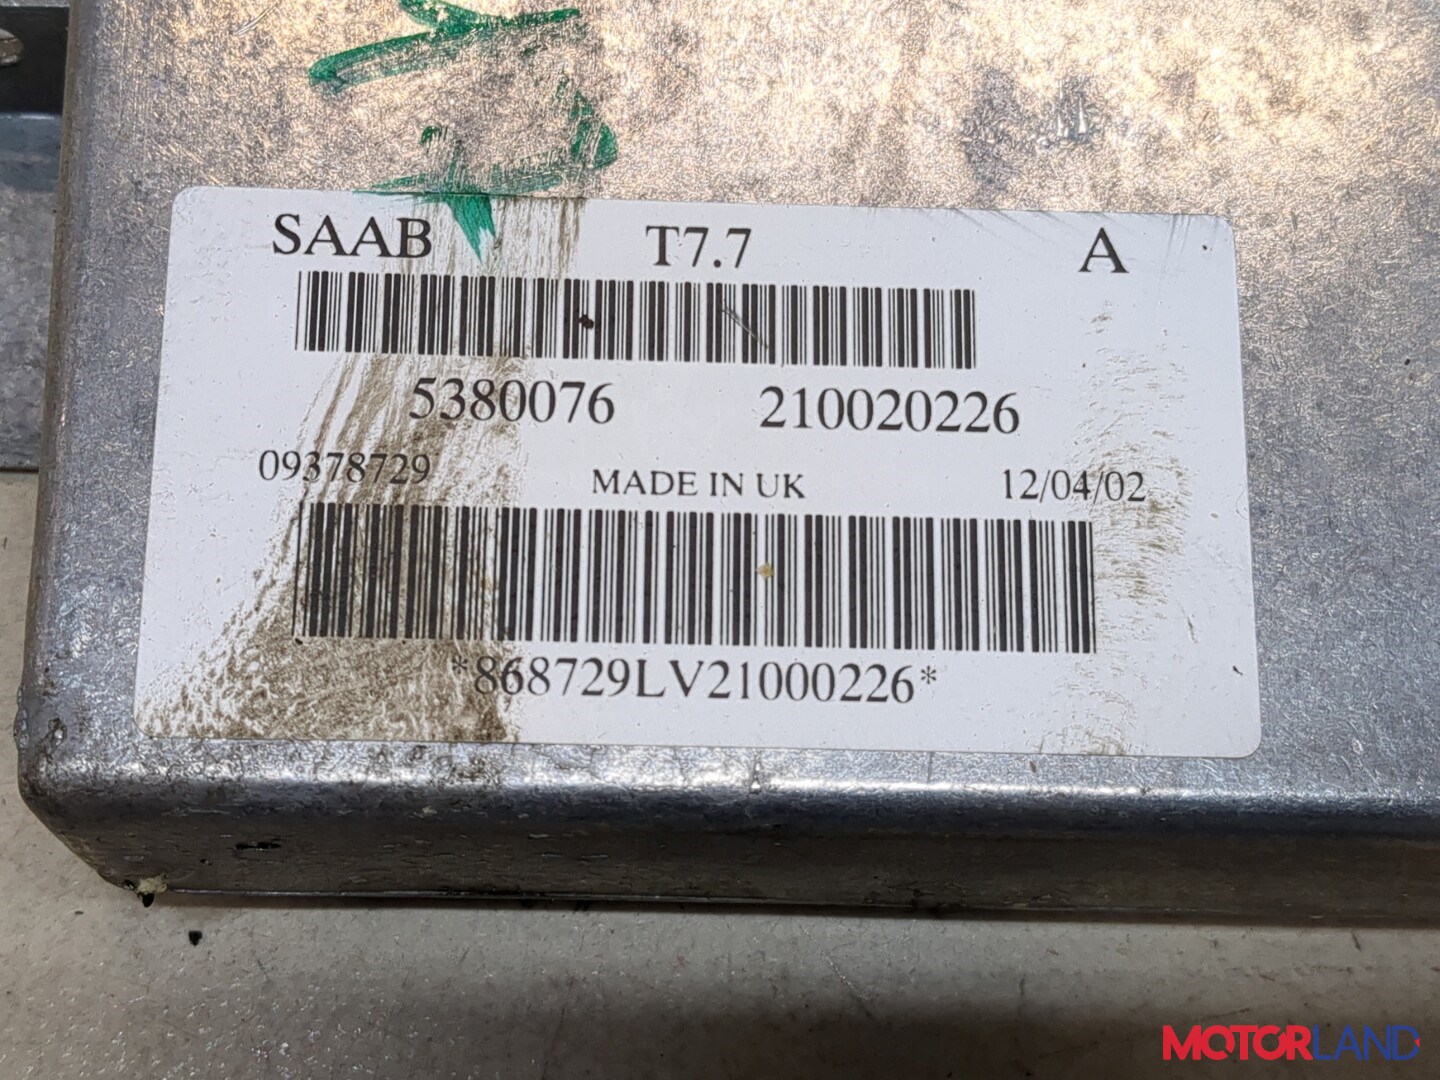 SAAB T7.7 A
5380076 210020226
09378729 MADE IN UK 12/04/02
*868729LV21000226*
MOTORLAND